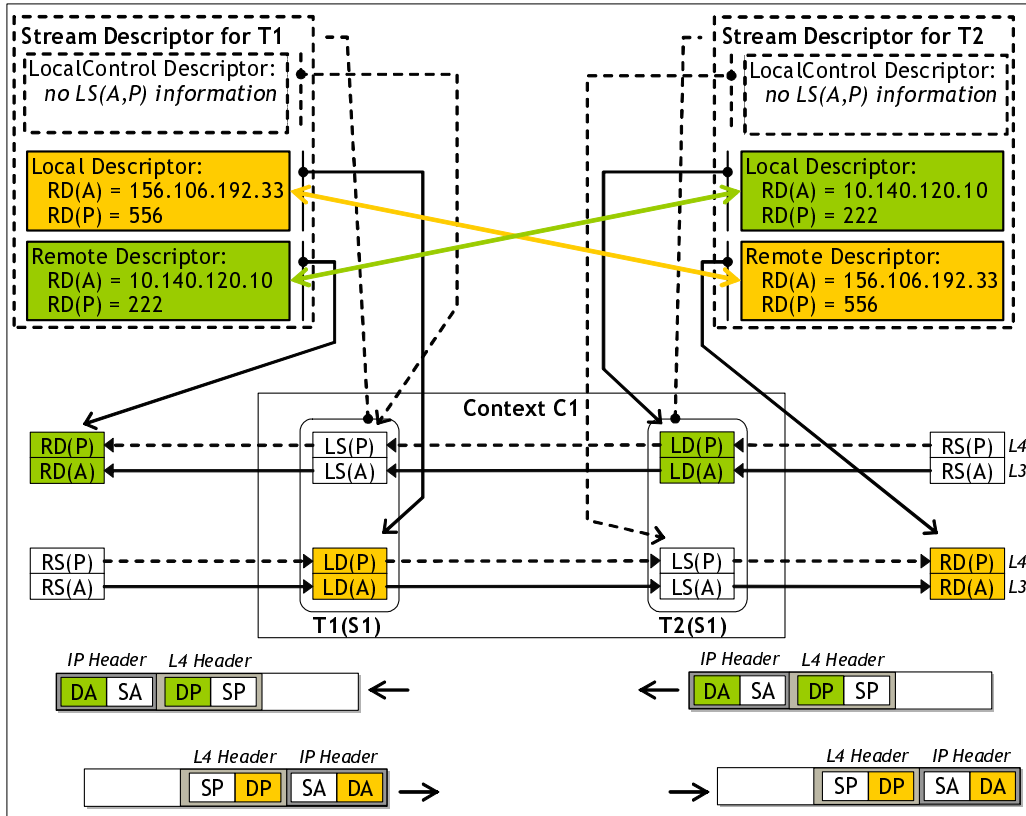 Stream Descriptor for T1
LocalControl Descriptor:
no LS(A,P) information
Local Descriptor:
RD(A) = 156.106.192.33
RD(P) = 556
Remote Descriptor:
RD(A) = 10.140.120.10
RD(P) = 222
Stream Descriptor for T2
LocalControl Descriptor:
no LS(A,P) information
Local Descriptor:
RD(A) = 10.140.120.10
RD(P) = 222
Remote Descriptor:
RD(A) = 156.106.192.33
RD(P) = 556
Context C1
RD(P) LS(P) LD(P) RS(P) L4
RD(A) LS(A) LD(A) RS(A) L3
RS(P) LD(P) LS(P) RD(P) L4
RS(A) LD(A) LS(A) RD(A) L3
T1(S1) T2(S1)
IP Header L4 Header IP Header L4 Header
DA SA DP SP DA SA DP SP
L4 Header IP Header L4 Header IP Header
SP DP SA DA SP DP SA DA